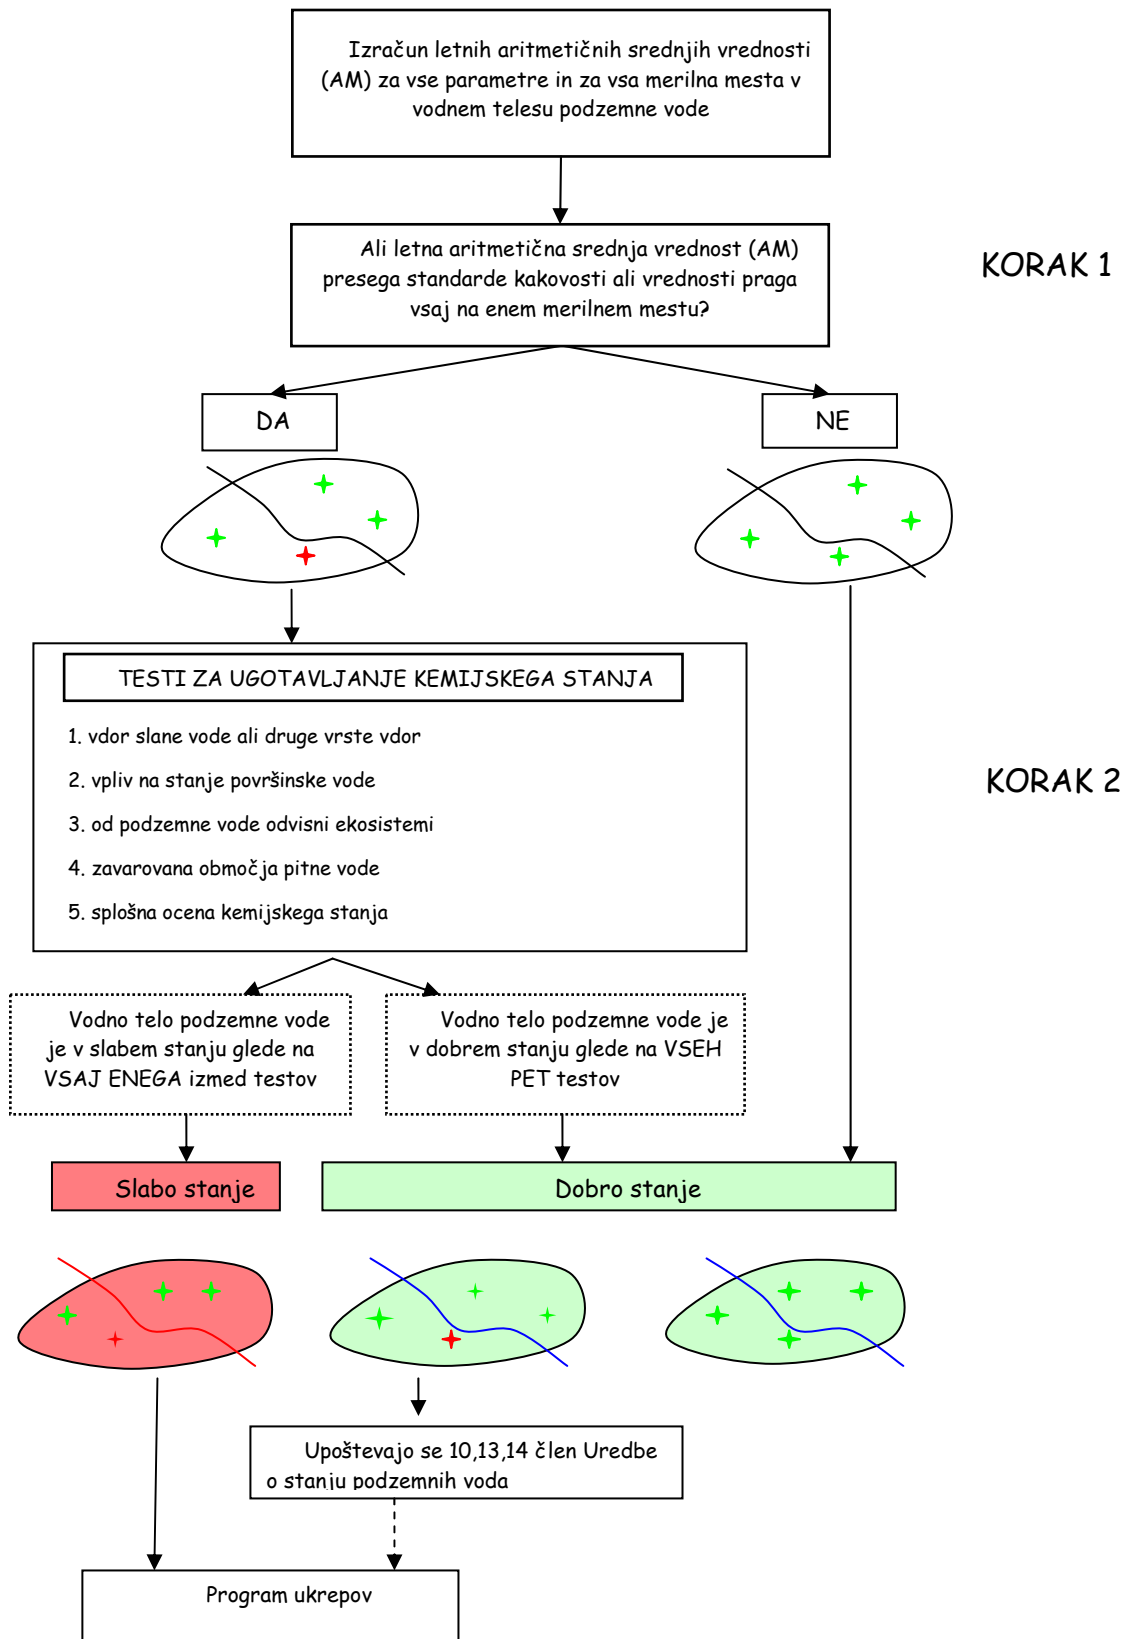 Izračun letnih aritmetičnih srednjih vrednosti
(AM) za vse parametre in za vsa merilna mesta v
vodnem telesu podzemne vode
Ali letna aritmetična srednja vrednost (AM)
presega standarde kakovosti ali vrednosti praga
vsaj na enem merilnem mestu?
KORAK 1
DA
NE
TESTI ZA UGOTAVLJANJE KEMIJSKEGA STANJA
1. vdor slane vode ali druge vrste vdor
2. vpliv na stanje površinske vode
3. od podzemne vode odvisni ekosistemi
4. zavarovana območja pitne vode
5. splošna ocena kemijskega stanja
KORAK 2
Vodno telo podzemne vode
je v slabem stanju glede na
VSAJ ENEGA izmed testov
Vodno telo podzemne vode je
v dobrem stanju glede na VSEH
PET testov
Slabo stanje
Dobro stanje
Upoštevajo se 10,13,14 člen Uredbe
o stanju podzemnih voda
Program ukrepov